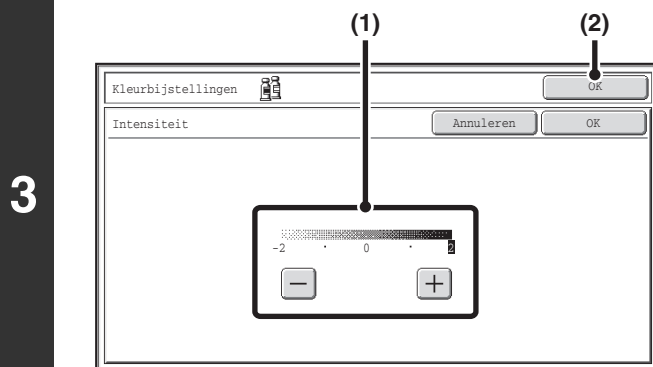 3
(1) (2)
Kleurbijstellingen OK
Intensiteit Annuleren OK
-2 · 0 · 2
− +